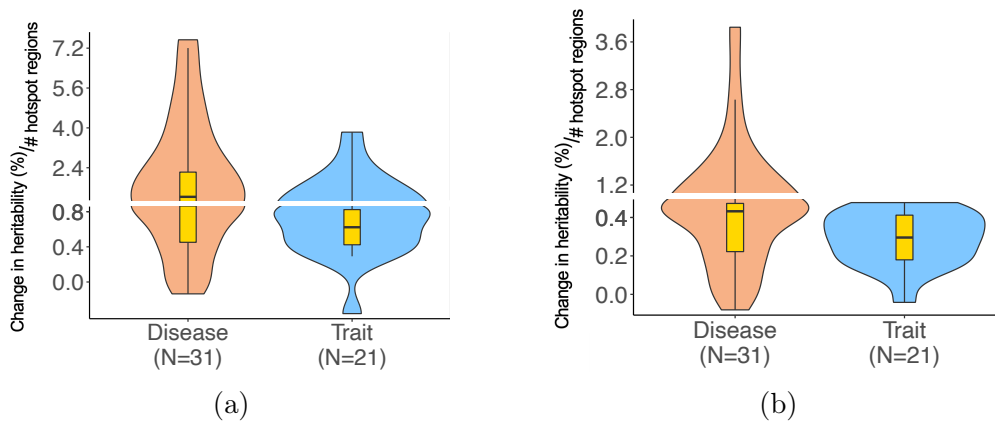 Change in heritability (%)/# hotspot regions
7.2
5.6
4.0
2.4
0.8
0.4
0.0
Disease
(N=31)
Trait
(N=21)
(a)
Change in heritability (%)/# hotspot regions
3.6
2.8
2.0
1.2
0.4
0.2
0.0
Disease
(N=31)
Trait
(N=21)
(b)